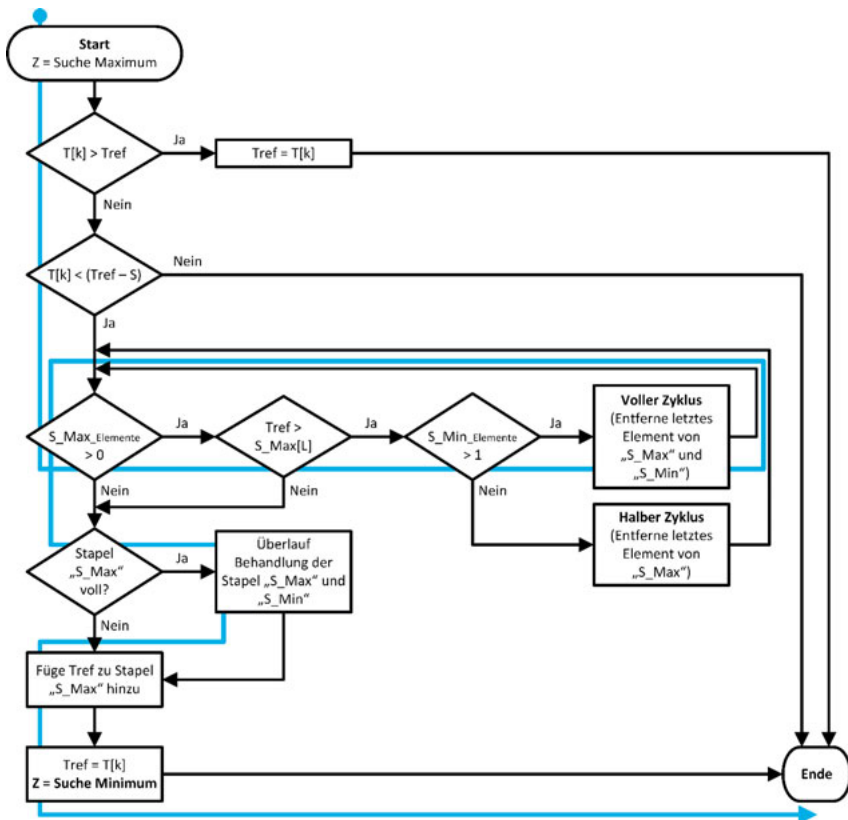 Start
Z = Suche Maximum
T[k] > Tref
Ja
Tref = T[k]
Nein
T[k] < (Tref – S)
Nein
Ja
S_Max_Elemente
> 0
Ja
Tref >
S_Max[L]
Ja
S_Min_Elemente
> 1
Ja
Voller Zyklus
(Entferne letztes
Element von
„S_Max“ und
„S_Min“)
Nein
Nein
Nein
Halber Zyklus
(Entferne letztes
Element von
„S_Max“)
Stapel
„S_Max“
voll?
Ja
Überlauf
Behandlung der
Stapel „S_Max“ und
„S_Min“
Nein
Füge Tref zu Stapel
„S_Max“ hinzu
Tref = T[k]
Z = Suche Minimum
Ende